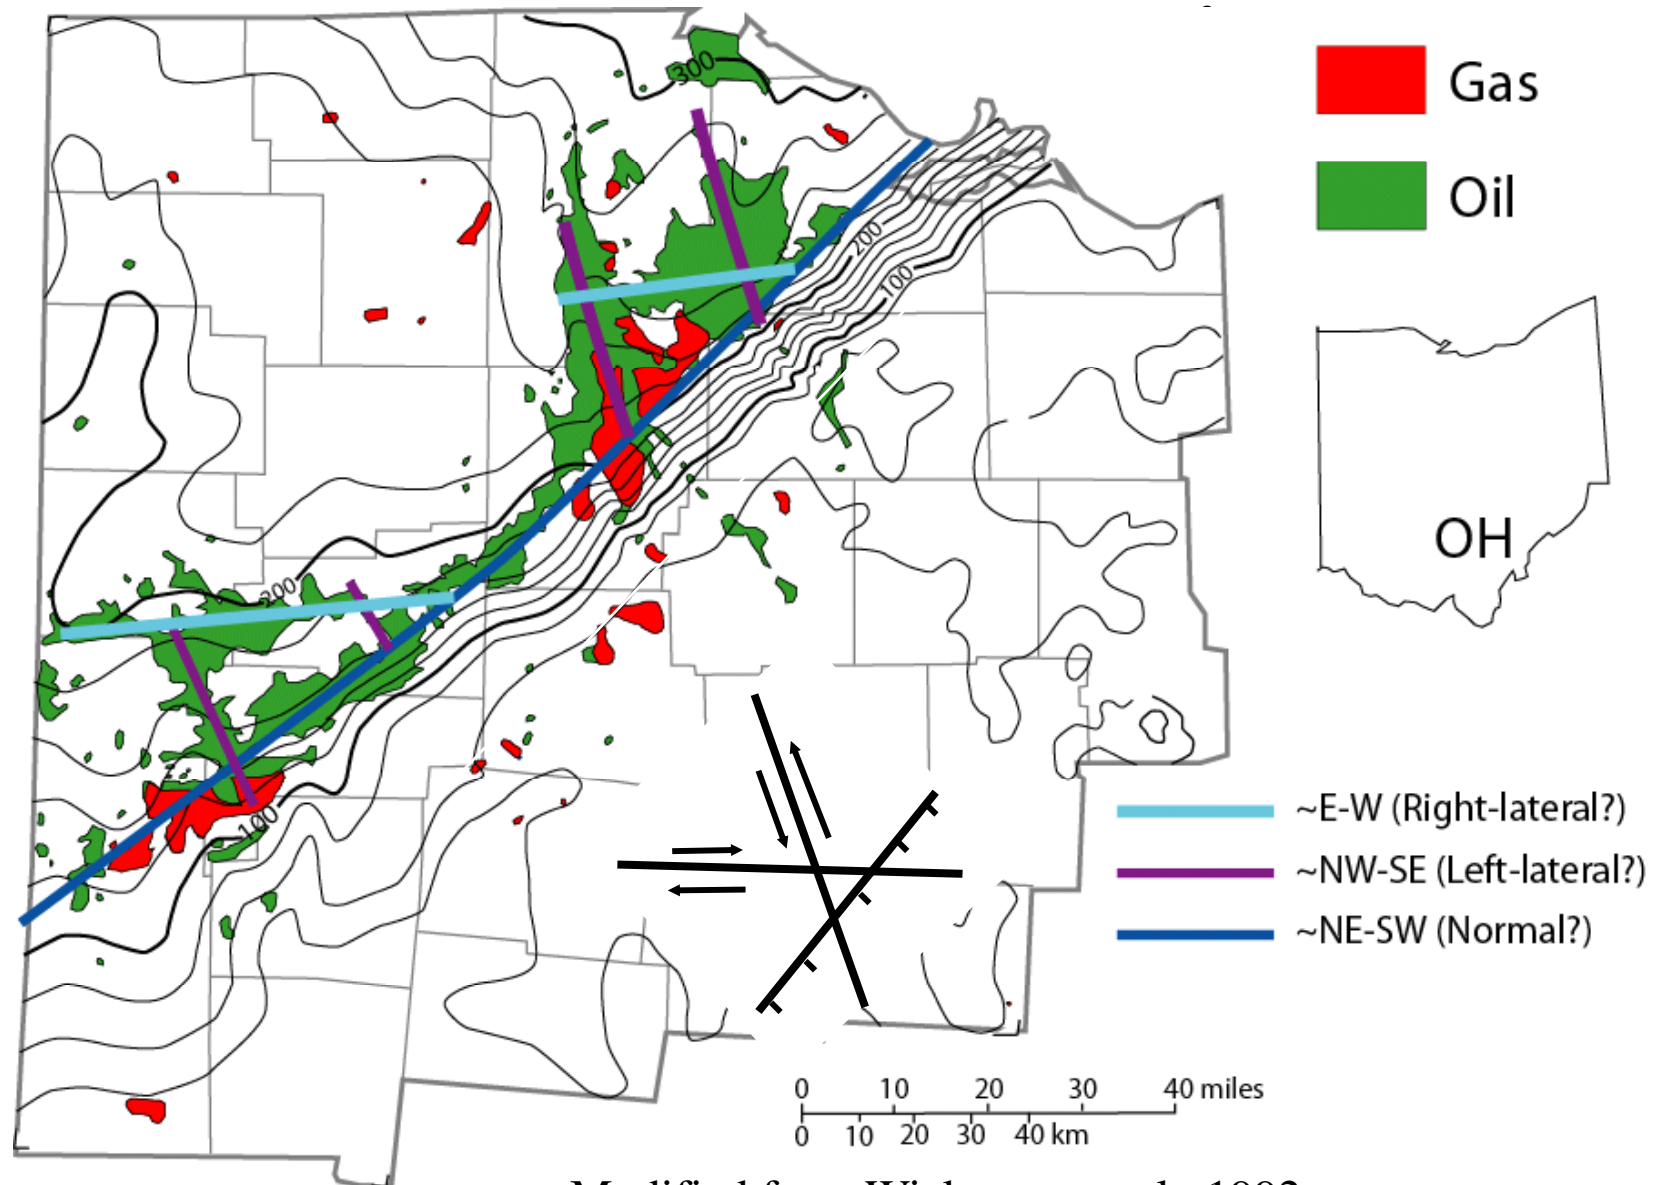 300
Gas
Oil
200
100
OH
200
100
~E-W (Right-lateral?)
~NW-SE (Left-lateral?)
~NE-SW (Normal?)
0 10 20 30 40 miles
0 10 20 30 40 km